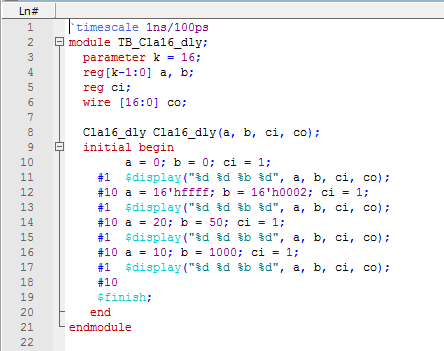 Ln#
1 `timescale 1ns/100ps
2 module TB_Cla16_dly;
3 parameter k = 16;
4 reg[k-1:0] a, b;
5 reg ci;
6 wire [16:0] co;
7
8 Cla16_dly Cla16_dly(a, b, ci, co);
9 initial begin
10 a = 0; b = 0; ci = 1;
11 #1 $display("%d %d %b %d", a, b, ci, co);
12 #10 a = 16'hffff; b = 16'h0002; ci = 1;
13 #1 $display("%d %d %b %d", a, b, ci, co);
14 #10 a = 20; b = 50; ci = 1;
15 #1 $display("%d %d %b %d", a, b, ci, co);
16 #10 a = 10; b = 1000; ci = 1;
17 #1 $display("%d %d %b %d", a, b, ci, co);
18 #10
19 $finish;
20 end
21 endmodule
22